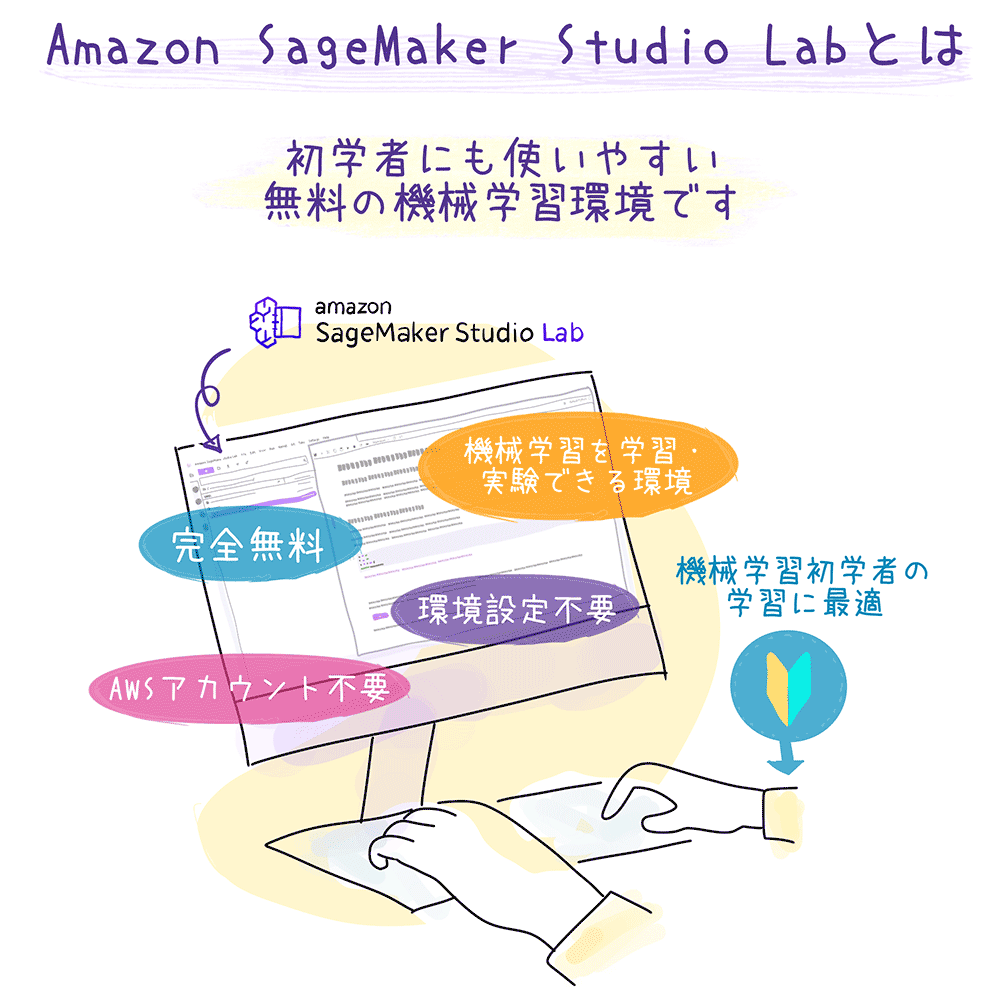 Amazon SageMaker Studio Labとは
初学者にも使いやすい
無料の機械学習環境です
amazon
SageMaker Studio Lab
機械学習を学習・
実験できる環境
完全無料
機械学習初学者の
学習に最適
環境設定不要
AWSアカウント不要